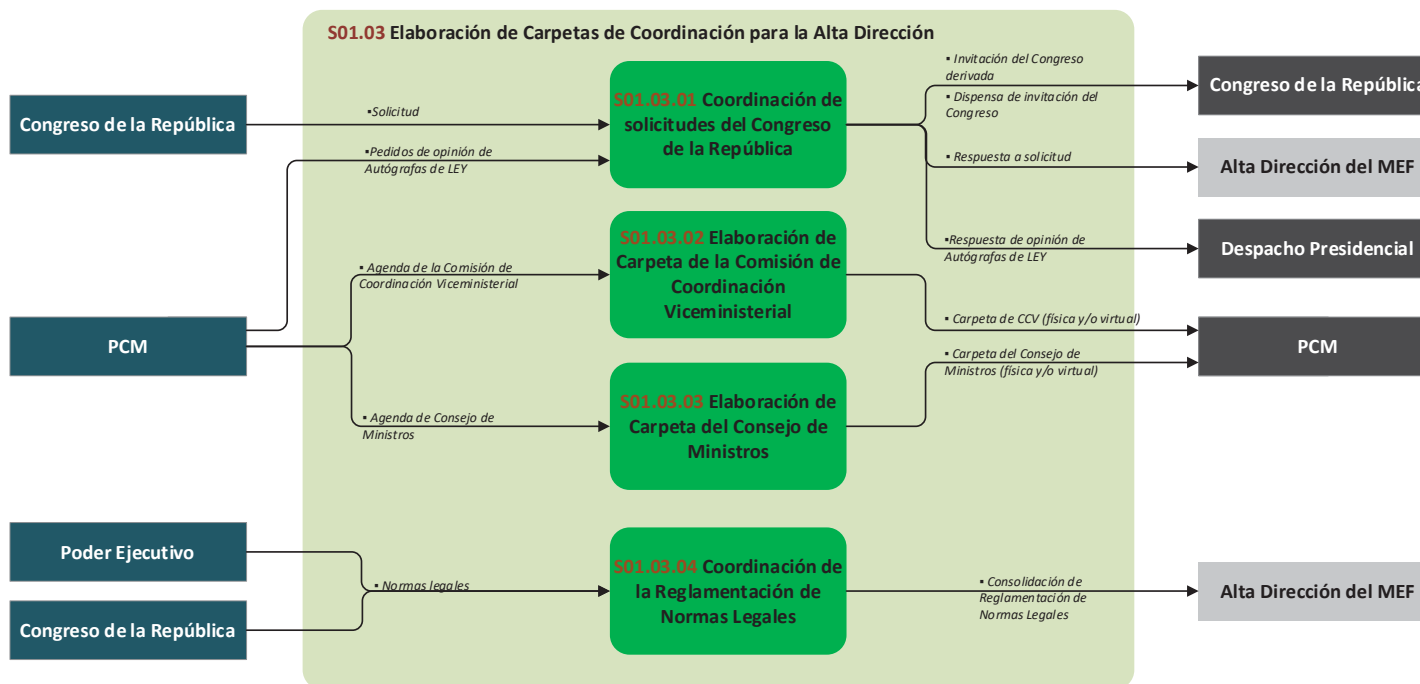 S01.03 Elaboración de Carpetas de Coordinación para la Alta Dirección
Congreso de la República
▪Solicitud
▪Pedidos de opinión de
Autógrafas de LEY
S01.03.01 Coordinación de
solicitudes del Congreso
de la República
▪ Invitación del Congreso
derivada
▪ Dispensa de invitación del
Congreso
▪ Respuesta a solicitud
▪Respuesta de opinión de
Autógrafas de LEY
Congreso de la República
Alta Dirección del MEF
Despacho Presidencial
PCM
▪ Agenda de la Comisión de
Coordinación Viceministerial
▪ Agenda de Consejo de
Ministros
S01.03.02 Elaboración de
Carpeta de la Comisión de
Coordinación
Viceministerial
S01.03.03 Elaboración de
Carpeta del Consejo de
Ministros
▪ Carpeta de CCV (física y/o virtual)
▪ Carpeta del Consejo de
Ministros (física y/o virtual)
PCM
Poder Ejecutivo
Congreso de la República
▪ Normas legales
S01.03.04 Coordinación de
la Reglamentación de
Normas Legales
▪ Consolidación de
Reglamentación de
Normas Legales
Alta Dirección del MEF